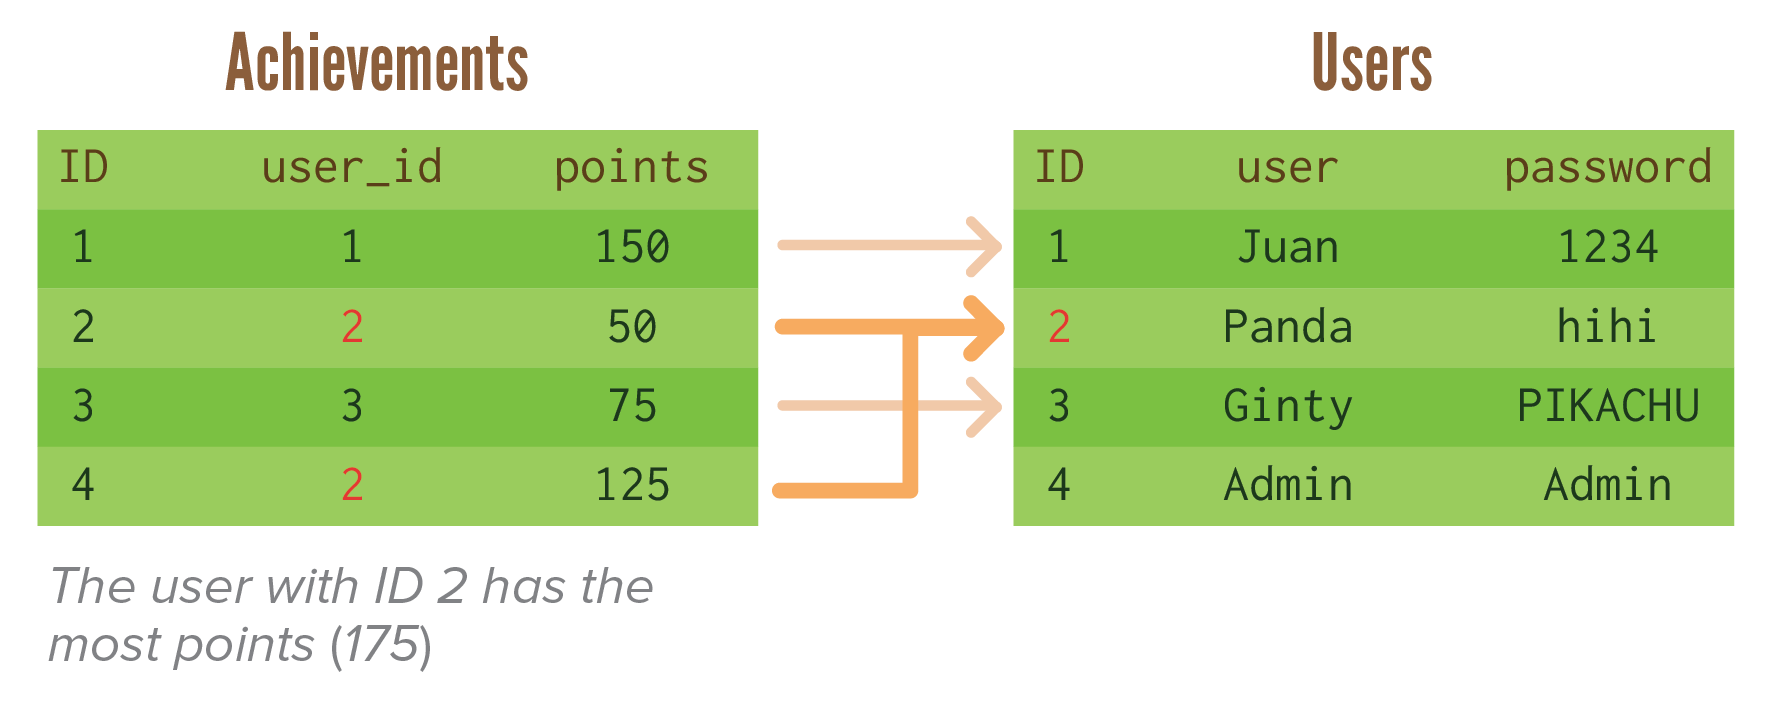 Achievements
ID user_id points
1 1 150
2 2 50
3 3 75
4 2 125
The user with ID 2 has the
most points (175)
Users
ID user password
1 Juan 1234
2 Panda hihi
3 Ginty PIKACHU
4 Admin Admin